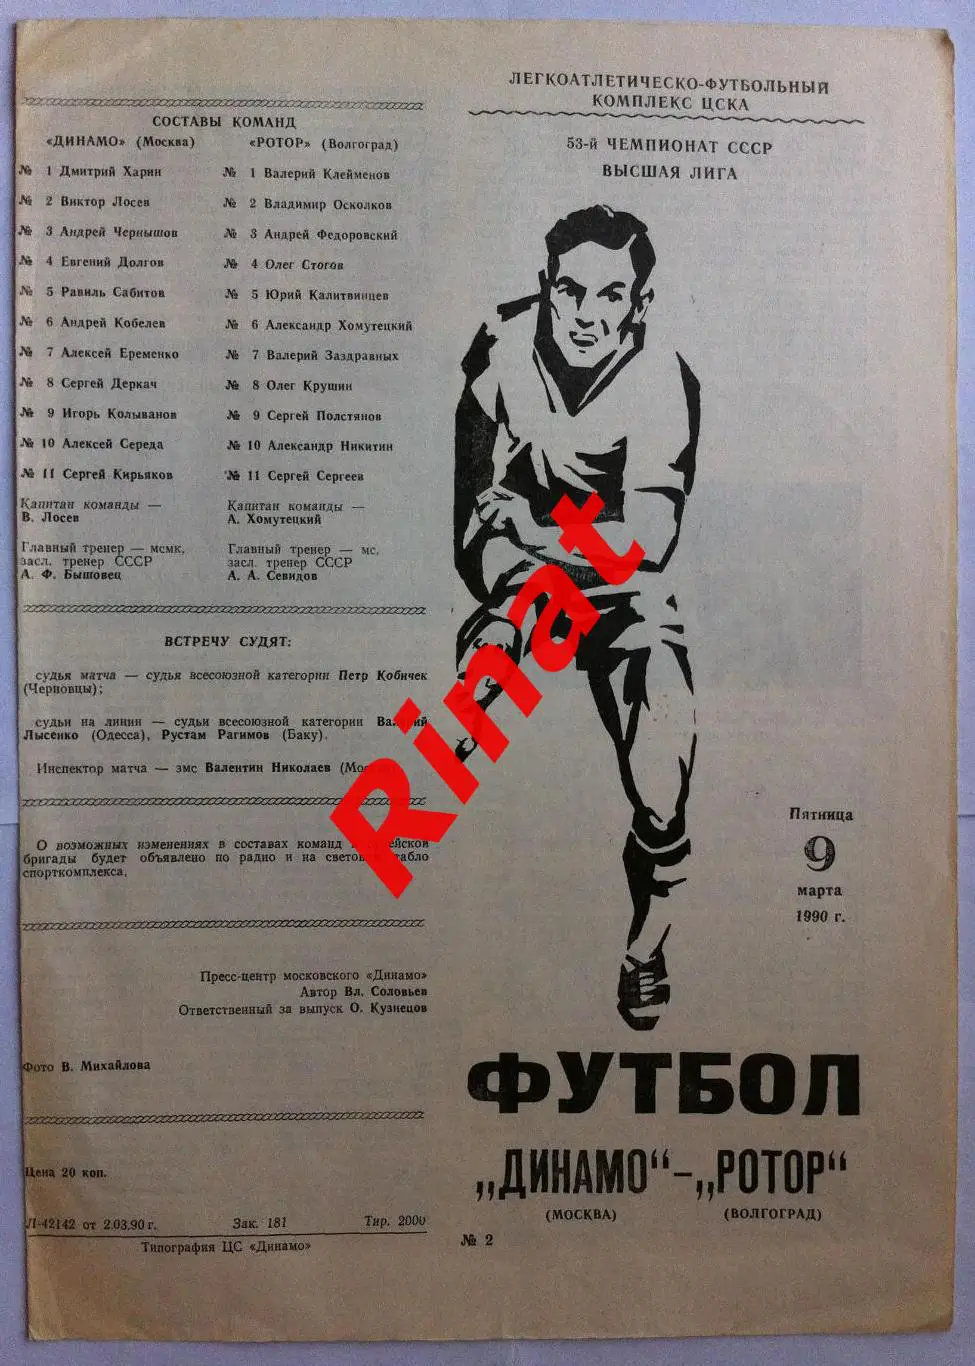 СОСТАВЫ КОМАНД
«ДИНАМО» (Москва)
№ 1 Дмитрий Харин
№ 2 Виктор Лосев
№ 3 Андрей Чернышов
№ 4 Евгений Долгов
№ 5 Равиль Сабитов
№ 6 Андрей Кобелев
№ 7 Алексей Еременко
№ 8 Сергей Деркач
№ 9 Игорь Колыванов
№ 10 Алексей Середа
№ 11 Сергей Кирьяков
Капитан команды —
В. Лосев
Главный тренер — мсмк,
засл. тренер СССР
А. Ф. Бышовец
«РОТОР» (Волгоград)
№ 1 Валерий Клейменов
№ 2 Владимир Осколков
№ 3 Андрей Федоровский
№ 4 Олег Стогов
№ 5 Юрий Калитвинцев
№ 6 Александр Хомутецкий
№ 7 Валерий Заздравных
№ 8 Олег Крушин
№ 9 Сергей Полстянов
№ 10 Александр Никитин
№ 11 Сергей Сергеев
Капитан команды —
А. Хомутецкий
Главный тренер — мс,
засл. тренер СССР
А. А. Севидов
ВСТРЕЧУ СУДЯТ:
судья матча — судья всесоюзной категории Петр Кобичек
(Черновцы);
судьи на линии — судьи всесоюзной категории
Лысенко (Одесса), Рустам Рагимов (Баку).
Инспектор матча — змс Валентин Николаев
О возможных изменениях в составах команд
бригады будет объявлено по радио и на
спорткомплекса.
Пресс-центр московского «Динамо»
Автор Вл. Соловьев
Ответственный за выпуск О. Кузнецов
Фото В. Михайлова
Цена 20 коп.
Л-42142 от 2.03.90 г. Зак. 181 Тир. 2000
Типография ЦС «Динамо»
ЛЕГКОАТЛЕТИЧЕСКО-ФУТБОЛЬНЫЙ
КОМПЛЕКС ЦСКА
53-й ЧЕМПИОНАТ СССР
ВЫСШАЯ ЛИГА
Rinat
Пятница
9
марта
1990 г.
ФУТБОЛ
„ДИНАМО“-„РОТОР“
(МОСКВА) (ВОЛГОГРАД)
№ 2